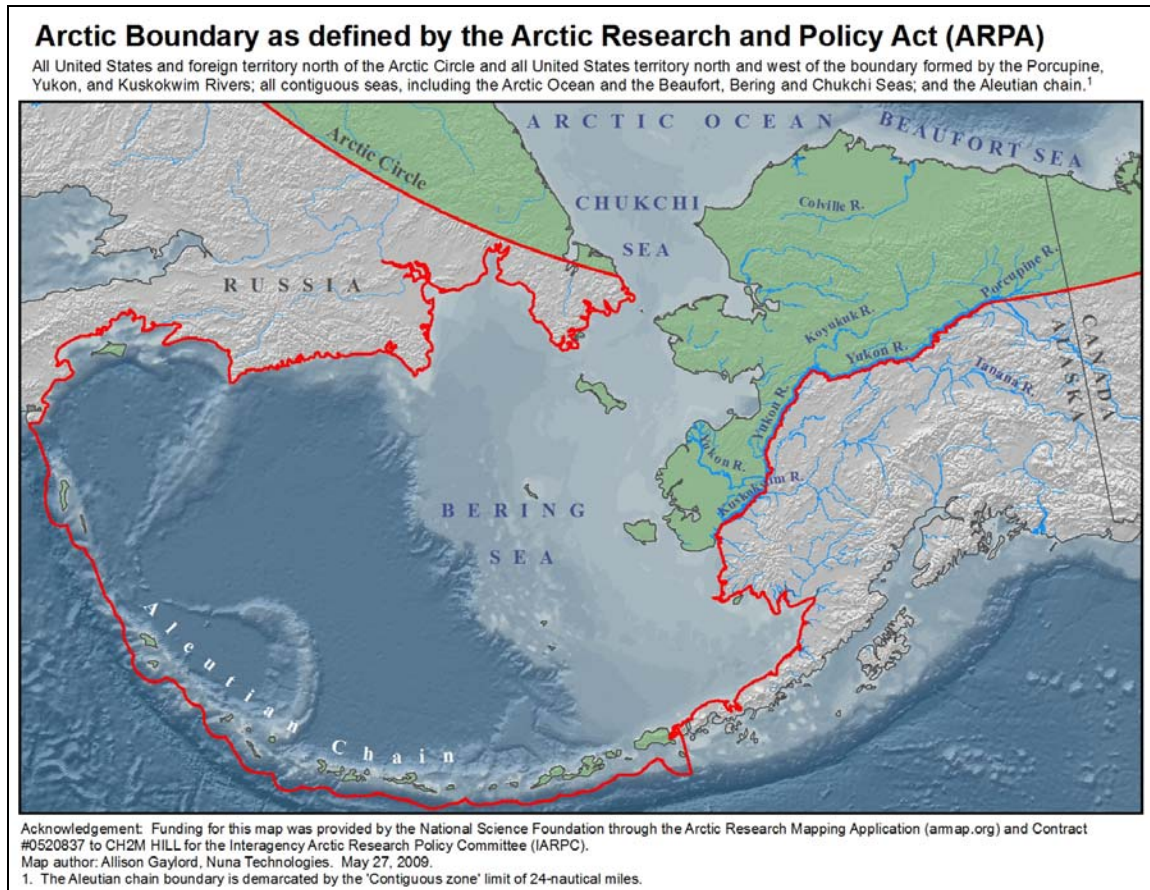 Arctic Boundary as defined by the Arctic Research and Policy Act (ARPA)
All United States and foreign territory north of the Arctic Circle and all United States territory north and west of the boundary formed by the Porcupine,
Yukon, and Kuskokwim Rivers; all contiguous seas, including the Arctic Ocean and the Beaufort, Bering and Chukchi Seas; and the Aleutian chain.1
ARCTIC OCEAN
BEAUFORT SEA
Arctic Circle
CHUKCHI
SEA
Colville R.
RUSSIA
Porcupine R.
Koyukuk R.
Yukon R.
Tanana R.
ALASKA
CANADA
Yukon R.
Yukon R.
Kuskokwim R.
BERING
SEA
Aleutian
Chain
Acknowledgement: Funding for this map was provided by the National Science Foundation through the Arctic Research Mapping Application (armap.org) and Contract
#0520837 to CH2M HILL for the Interagency Arctic Research Policy Committee (IARPC).
Map author: Allison Gaylord, Nuna Technologies. May 27, 2009.
1. The Aleutian chain boundary is demarcated by the 'Contiguous zone' limit of 24-nautical miles.